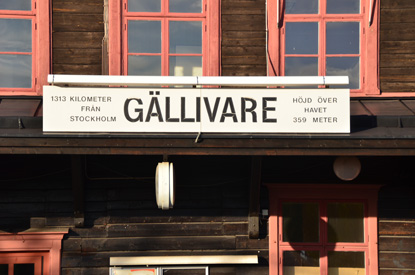 1313 KILOMETER
FRÅN
STOCKHOLM
GÄLLIVARE
HÖJD ÖVER
HAVET
359 METER